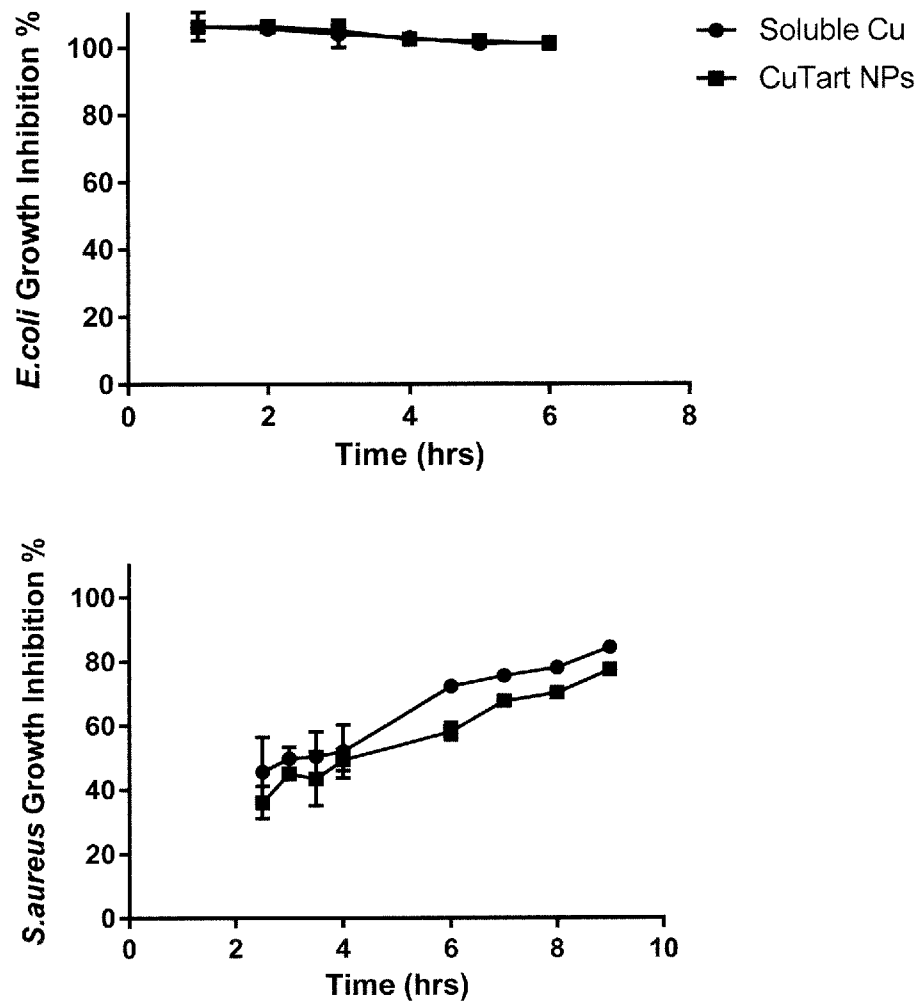 E.coli Growth Inhibition %
100
80
60
40
20
0
0 2 4 6 8
Time (hrs)
Soluble Cu
CuTart NPs
S.aureus Growth Inhibition %
100
80
60
40
20
0
0 2 4 6 8 10
Time (hrs)